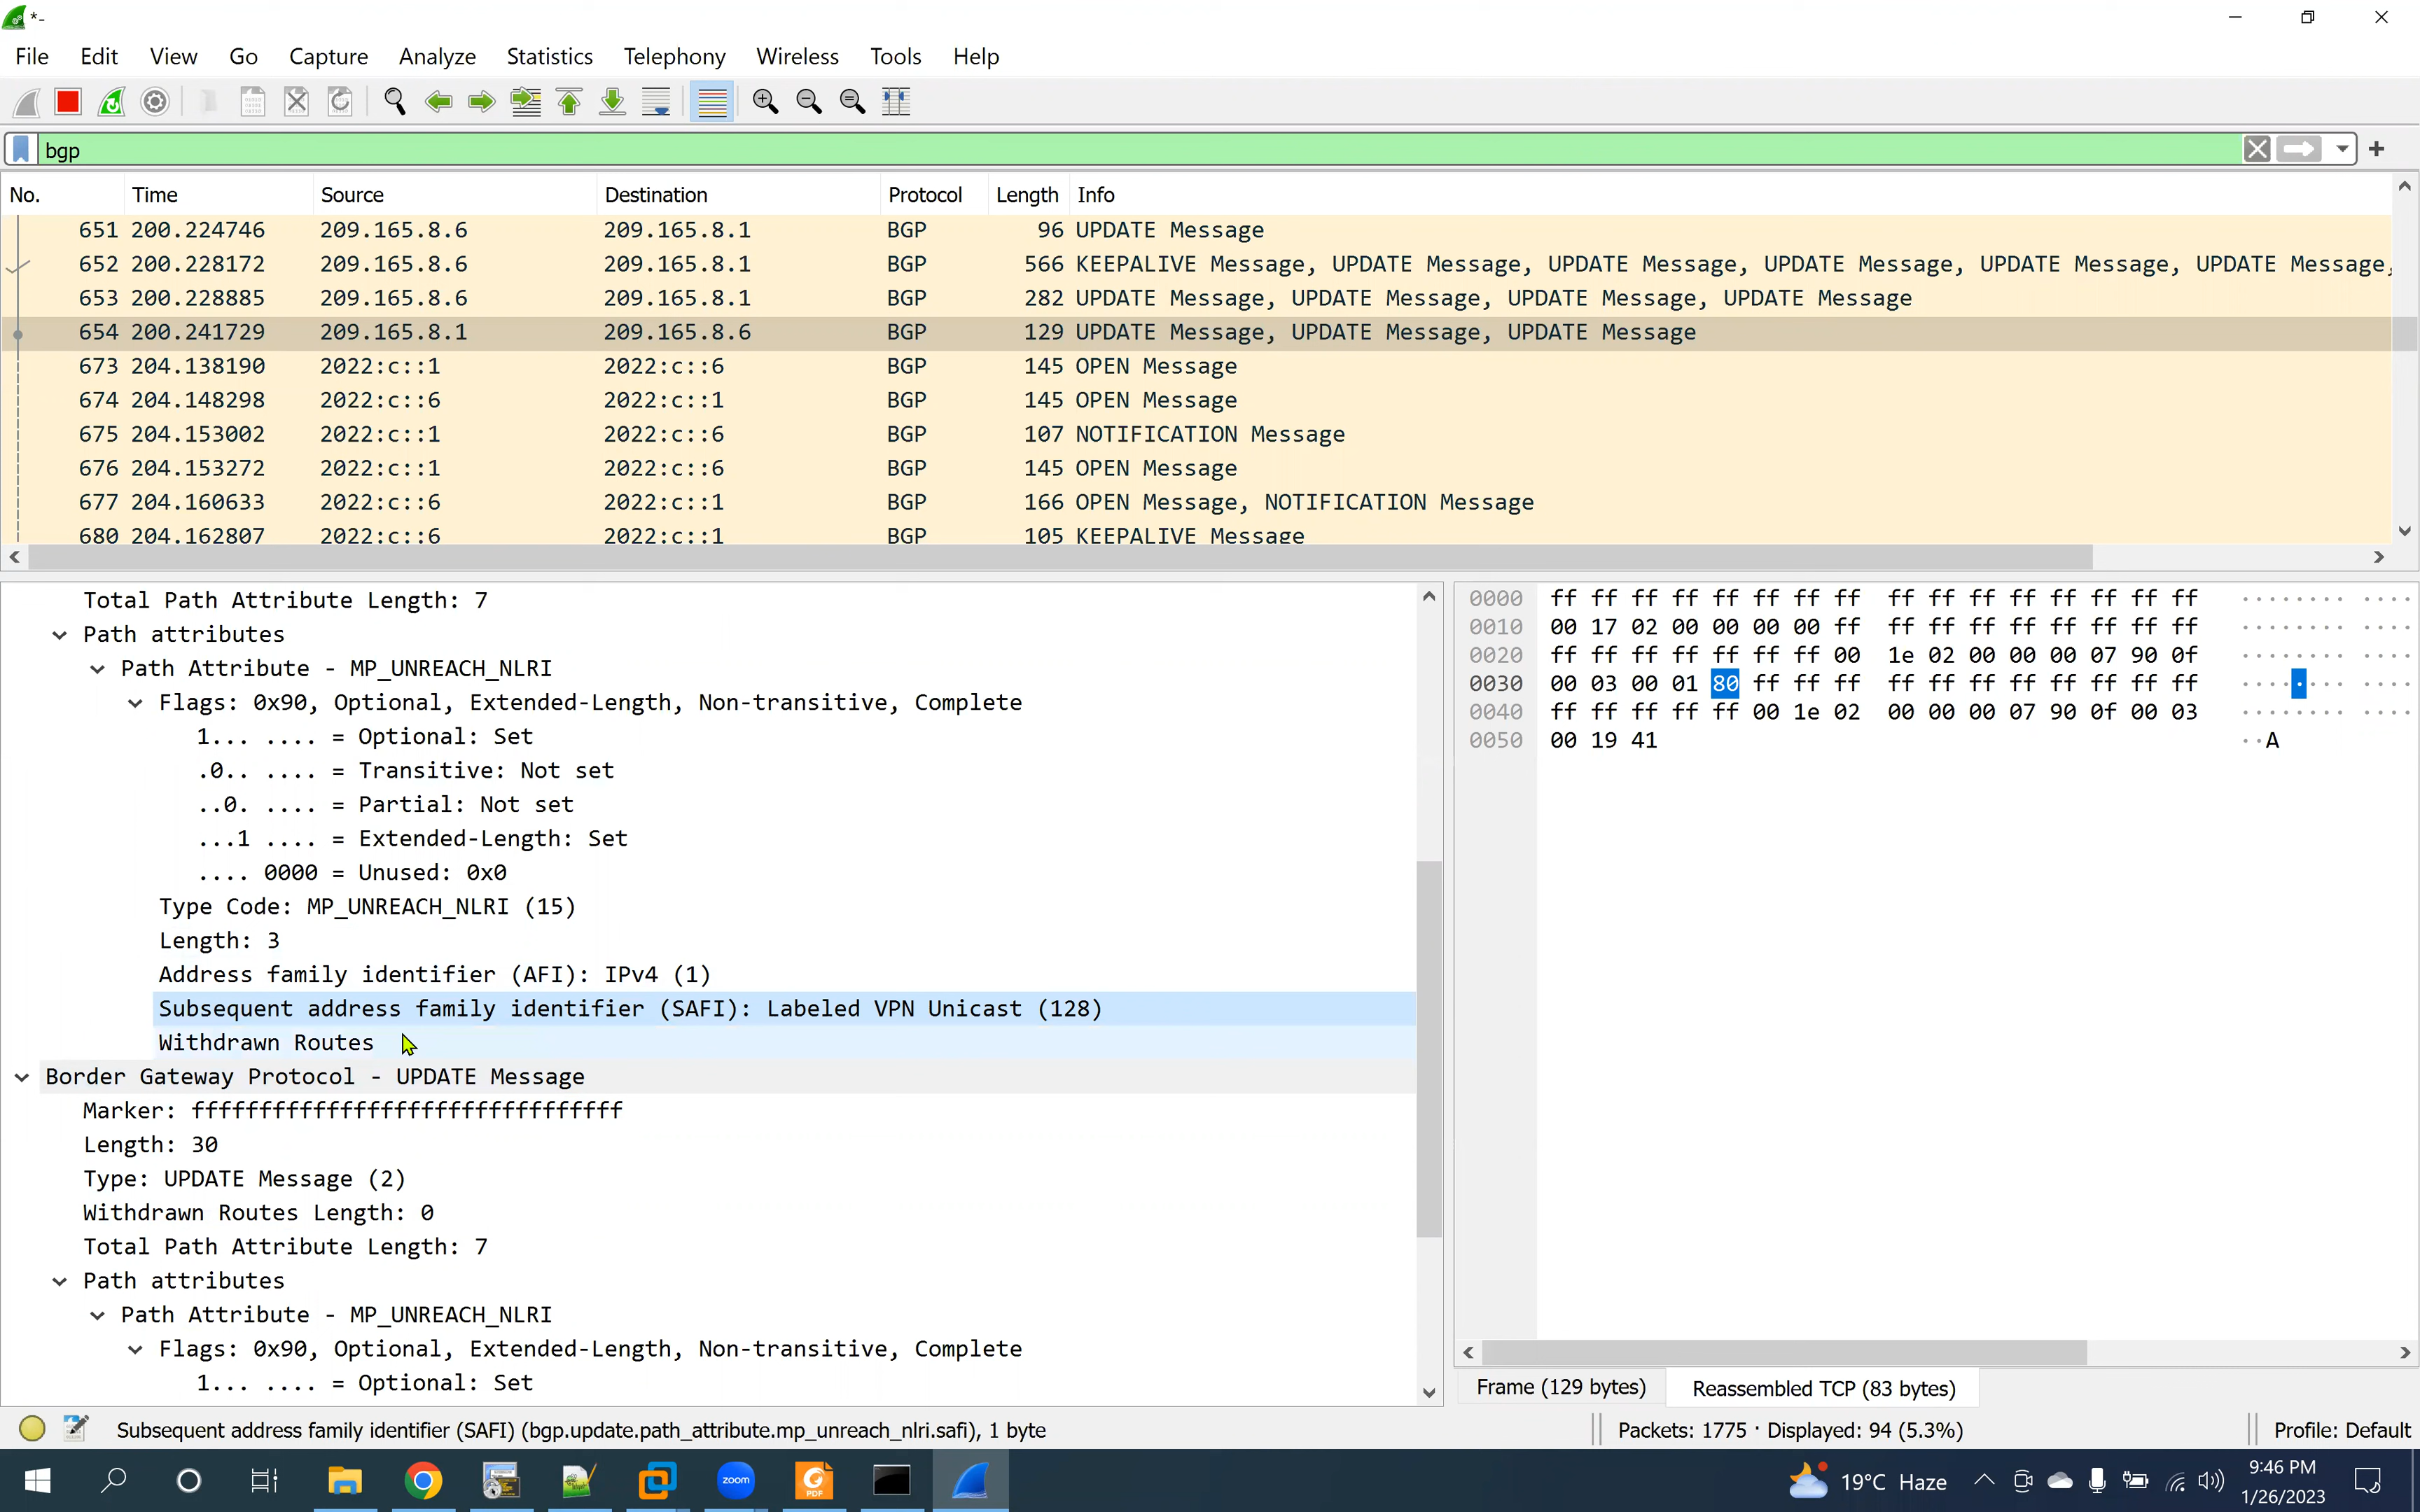 *-
File Edit View Go Capture Analyze Statistics Telephony Wireless Tools Help
bgp
No. Time Source Destination Protocol Length Info
651 200.224746 209.165.8.6 209.165.8.1 BGP 96 UPDATE Message
652 200.228172 209.165.8.6 209.165.8.1 BGP 566 KEEPALIVE Message, UPDATE Message, UPDATE Message, UPDATE Message, UPDATE Message, UPDATE Message,
653 200.228885 209.165.8.6 209.165.8.1 BGP 282 UPDATE Message, UPDATE Message, UPDATE Message, UPDATE Message
654 200.241729 209.165.8.1 209.165.8.6 BGP 129 UPDATE Message, UPDATE Message, UPDATE Message
673 204.138190 2022:c::1 2022:c::6 BGP 145 OPEN Message
674 204.148298 2022:c::6 2022:c::1 BGP 145 OPEN Message
675 204.153002 2022:c::1 2022:c::6 BGP 107 NOTIFICATION Message
676 204.153272 2022:c::1 2022:c::6 BGP 145 OPEN Message
677 204.160633 2022:c::6 2022:c::1 BGP 166 OPEN Message, NOTIFICATION Message
680 204.162807 2022:c::6 2022:c::1 BGP 105 KEEPALIVE Message
Total Path Attribute Length: 7
Path attributes
Path Attribute - MP_UNREACH_NLRI
Flags: 0x90, Optional, Extended-Length, Non-transitive, Complete
1... .... = Optional: Set
.0.. .... = Transitive: Not set
..0. .... = Partial: Not set
...1 .... = Extended-Length: Set
.... 0000 = Unused: 0x0
Type Code: MP_UNREACH_NLRI (15)
Length: 3
Address family identifier (AFI): IPv4 (1)
Subsequent address family identifier (SAFI): Labeled VPN Unicast (128)
Withdrawn Routes
Border Gateway Protocol - UPDATE Message
Marker: ffffffffffffffffffffffffffffffff
Length: 30
Type: UPDATE Message (2)
Withdrawn Routes Length: 0
Total Path Attribute Length: 7
Path attributes
Path Attribute - MP_UNREACH_NLRI
Flags: 0x90, Optional, Extended-Length, Non-transitive, Complete
1... .... = Optional: Set
0000 ff ff ff ff ff ff ff ff ff ff ff ff ff ff ff ff ········ ····
0010 00 17 02 00 00 00 00 ff ff ff ff ff ff ff ff ff ········ ····
0020 ff ff ff ff ff ff ff 00 1e 02 00 00 00 07 90 0f ········ ····
0030 00 03 00 01 80 ff ff ff ff ff ff ff ff ff ff ff ········ ····
0040 ff ff ff ff ff 00 1e 02 00 00 00 07 90 0f 00 03 ········ ····
0050 00 19 41 ··A
Frame (129 bytes) Reassembled TCP (83 bytes)
Subsequent address family identifier (SAFI) (bgp.update.path_attribute.mp_unreach_nlri.safi), 1 byte Packets: 1775 · Displayed: 94 (5.3%) Profile: Default
zoom
PDF
19°C Haze
9:46 PM
1/26/2023